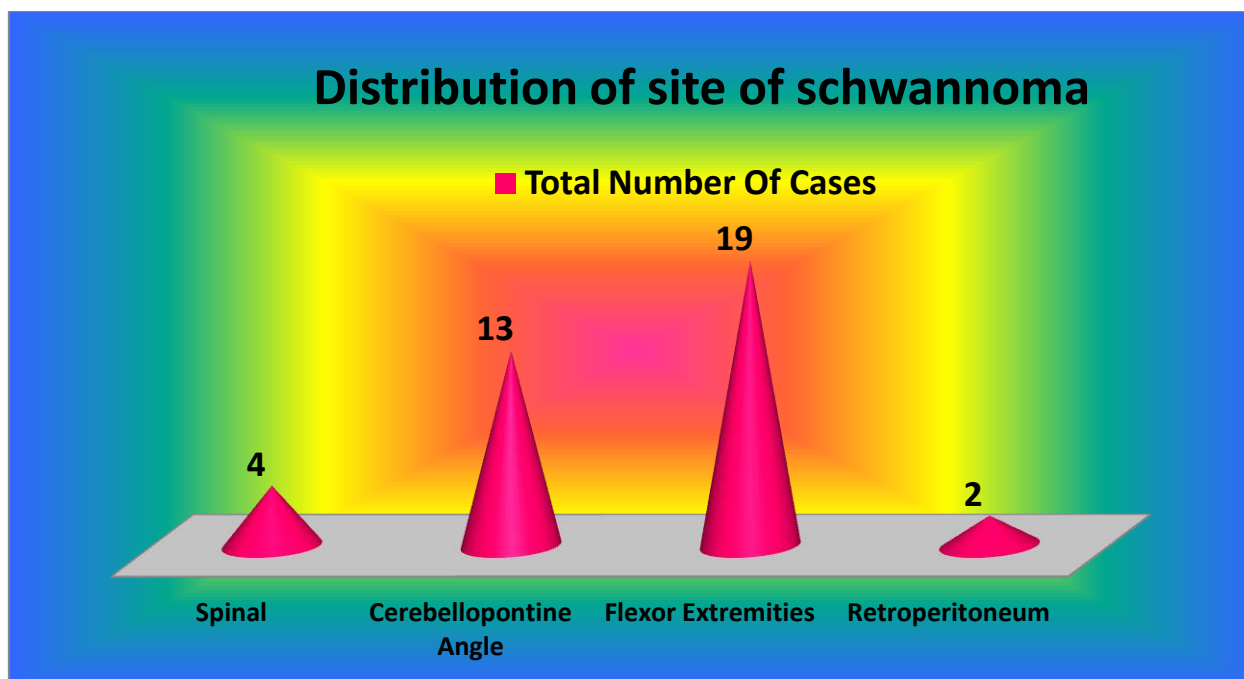 Distribution of site of schwannoma
Total Number Of Cases
19
13
4
2
Spinal
Cerebellopontine
Angle
Flexor Extremities
Retroperitoneum